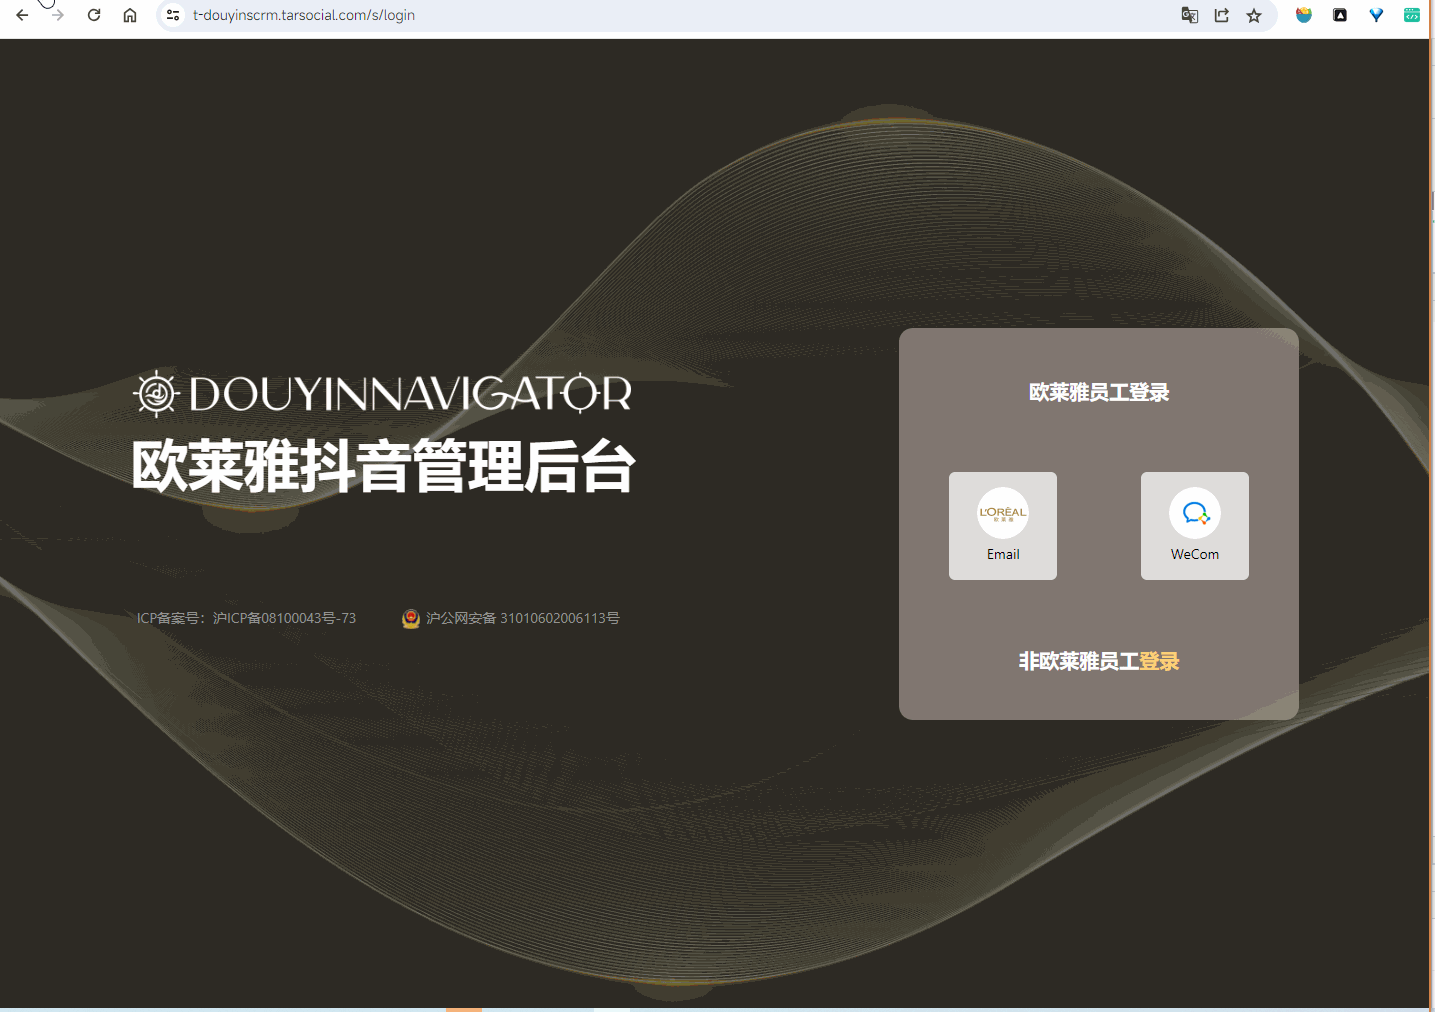 t-douyinscrm.tarsocial.com/s/login
DOUYINNAVIGATOR
欧莱雅抖音管理后台
ICP备案号：沪ICP备08100043号-73
沪公网安备 31010602006113号
欧莱雅员工登录
L'ORÉAL
欧莱雅
Email
WeCom
非欧莱雅员工登录